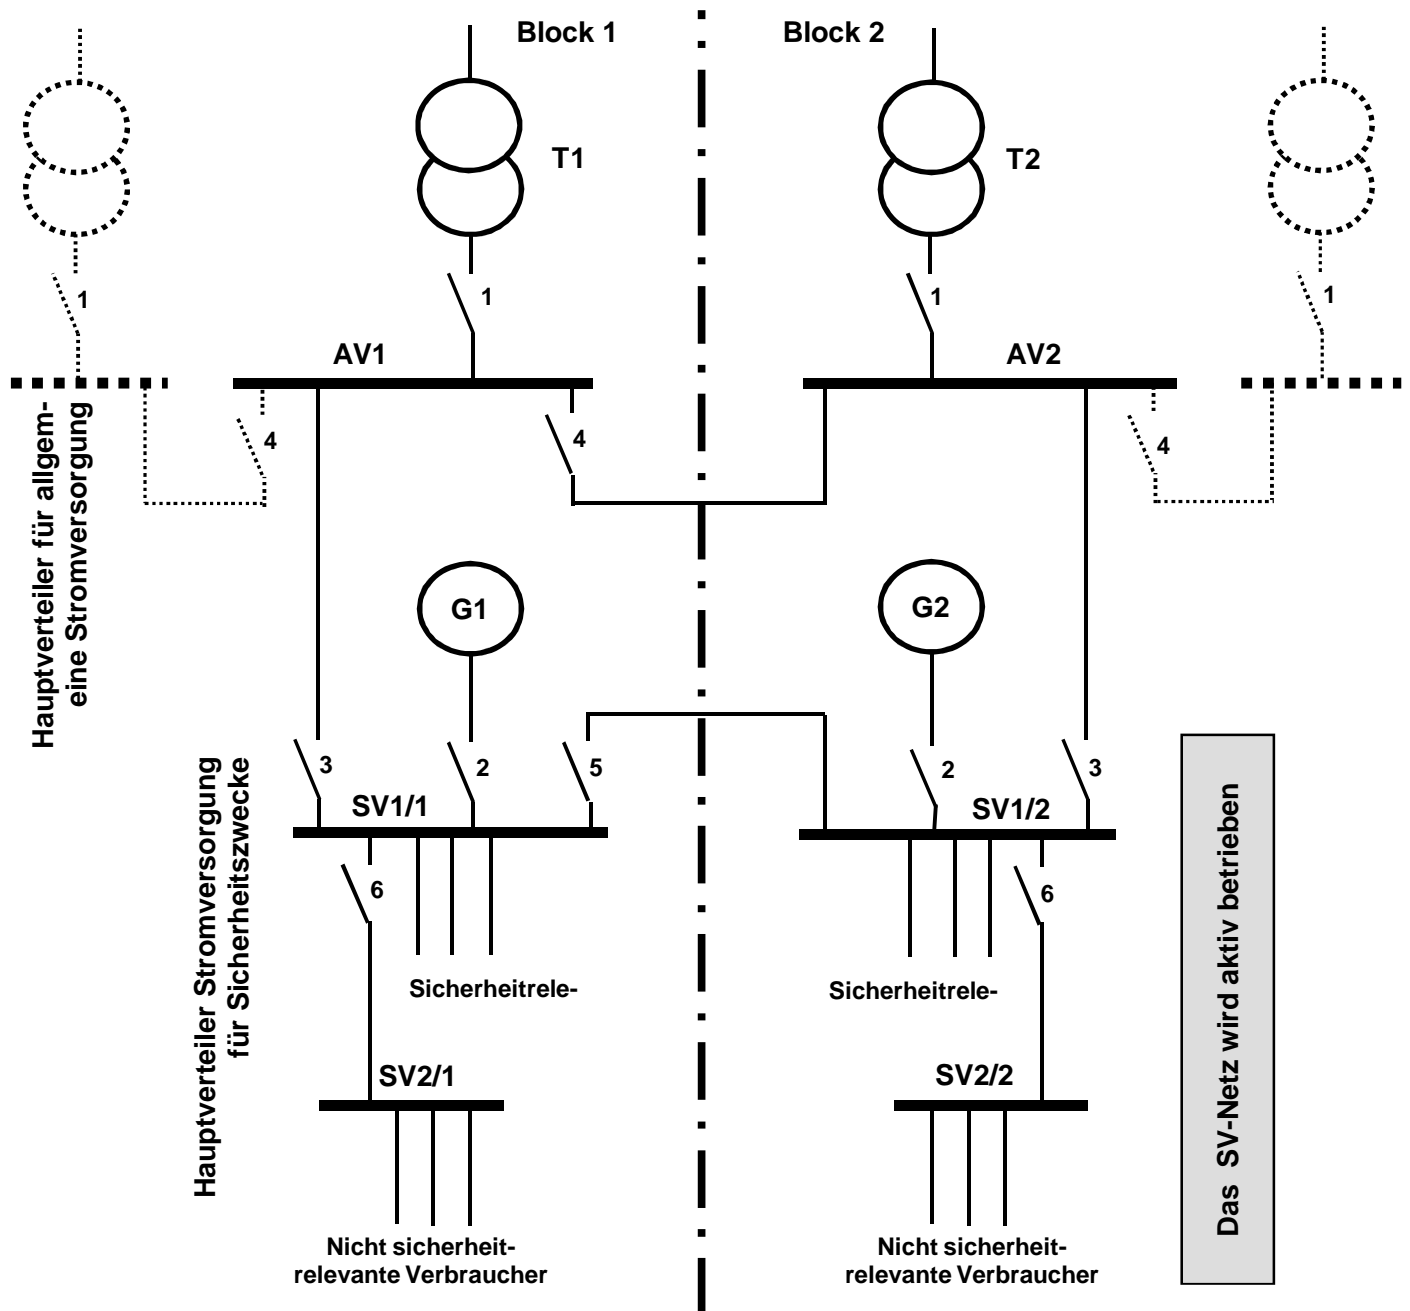 Block 1
Block 2
T1
T2
1
1
1
1
AV1
AV2
4
4
4
Hauptverteiler für allgem-
eine Stromversorgung
G1
G2
3
2
5
2
3
SV1/1
SV1/2
6
6
Hauptverteiler Stromversorgung
für Sicherheitszwecke
Sicherheitrele-
Sicherheitrele-
SV2/1
SV2/2
Das SV-Netz wird aktiv betrieben
Nicht sicherheit-
relevante Verbraucher
Nicht sicherheit-
relevante Verbraucher